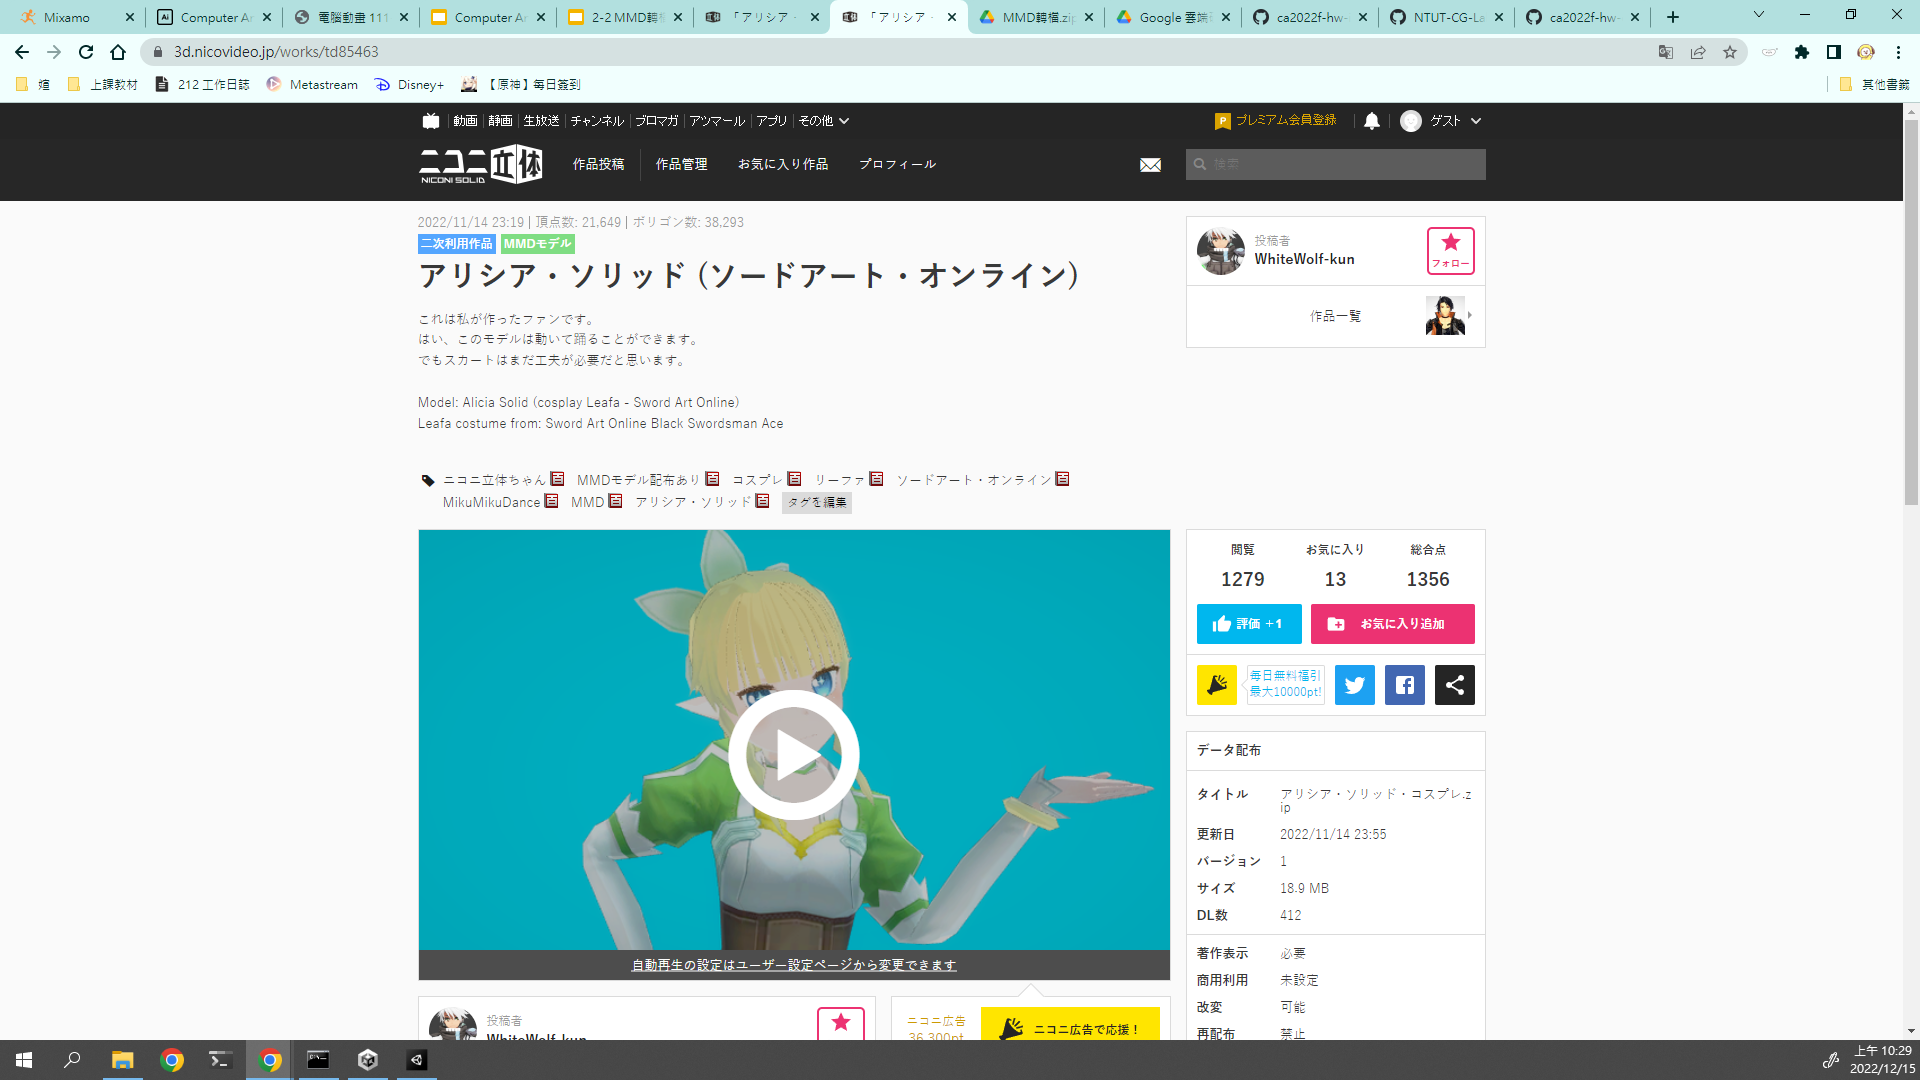 Mixamo
Computer Ar
電腦動畫 111
Computer Ar
2-2 MMD轉檔
「アリシア・
「アリシア・
MMD轉檔.zip
Google 雲端
ca2022f-hw-
NTUT-CG-La
ca2022f-hw-
3d.nicovideo.jp/works/td85463
煊
上課教材
212 工作日誌
Metastream
Disney+
【原神】每日簽到
其他書籤
動画
静画
生放送
チャンネル
ブロマガ
アツマール
アプリ
その他
プレミアム会員登録
ゲスト
ニコニ立体
NICONI SOLID
作品投稿
作品管理
お気に入り作品
プロフィール
検索
2022/11/14 23:19 | 頂点数: 21,649 | ポリゴン数: 38,293
二次利用作品 MMDモデル
アリシア・ソリッド (ソードアート・オンライン)
これは私が作ったファンです。
はい、このモデルは動いて踊ることができます。
でもスカートはまだ工夫が必要だと思います。
Model: Alicia Solid (cosplay Leafa - Sword Art Online)
Leafa costume from: Sword Art Online Black Swordsman Ace
ニコニ立体ちゃん MMDモデル配布あり コスプレ リーファ ソードアート・オンライン
MikuMikuDance MMD アリシア・ソリッド タグを編集
自動再生の設定はユーザー設定ページから変更できます
投稿者
WhiteWolf-kun
ニコニ広告
36,300pt
ニコニ広告で応援！
投稿者
WhiteWolf-kun
フォロー
作品一覧
閲覧 お気に入り 総合点
1279 13 1356
評価 +1
お気に入り追加
毎日無料福引
最大10000pt!
データ配布
タイトル アリシア・ソリッド・コスプレ.z
ip
更新日 2022/11/14 23:55
バージョン 1
サイズ 18.9 MB
DL数 412
著作表示 必要
商用利用 未設定
改変 可能
再配布 禁止
上午 10:29
2022/12/15